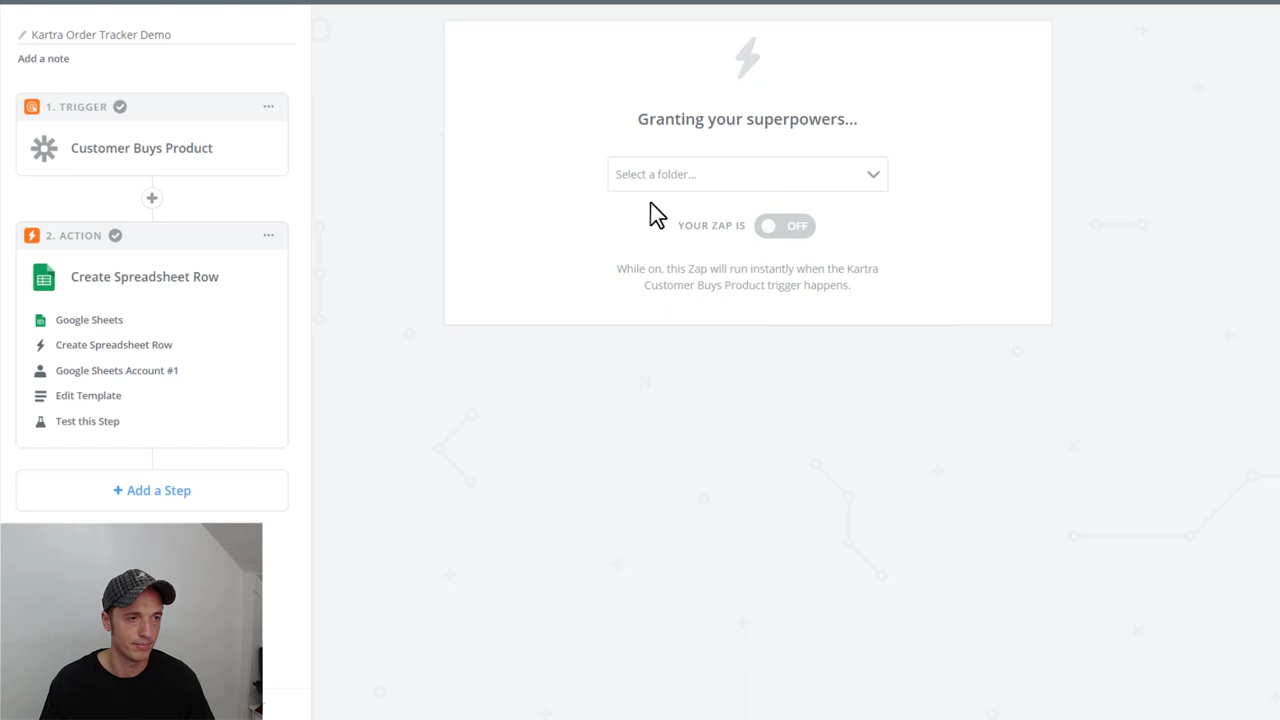 Kartra Order Tracker Demo
Add a note
1. TRIGGER
Customer Buys Product
2. ACTION
Create Spreadsheet Row
Google Sheets
Create Spreadsheet Row
Google Sheets Account #1
Edit Template
Test this Step
+ Add a Step
Granting your superpowers...
Select a folder...
YOUR ZAP IS OFF
While on, this Zap will run instantly when the Kartra
Customer Buys Product trigger happens.